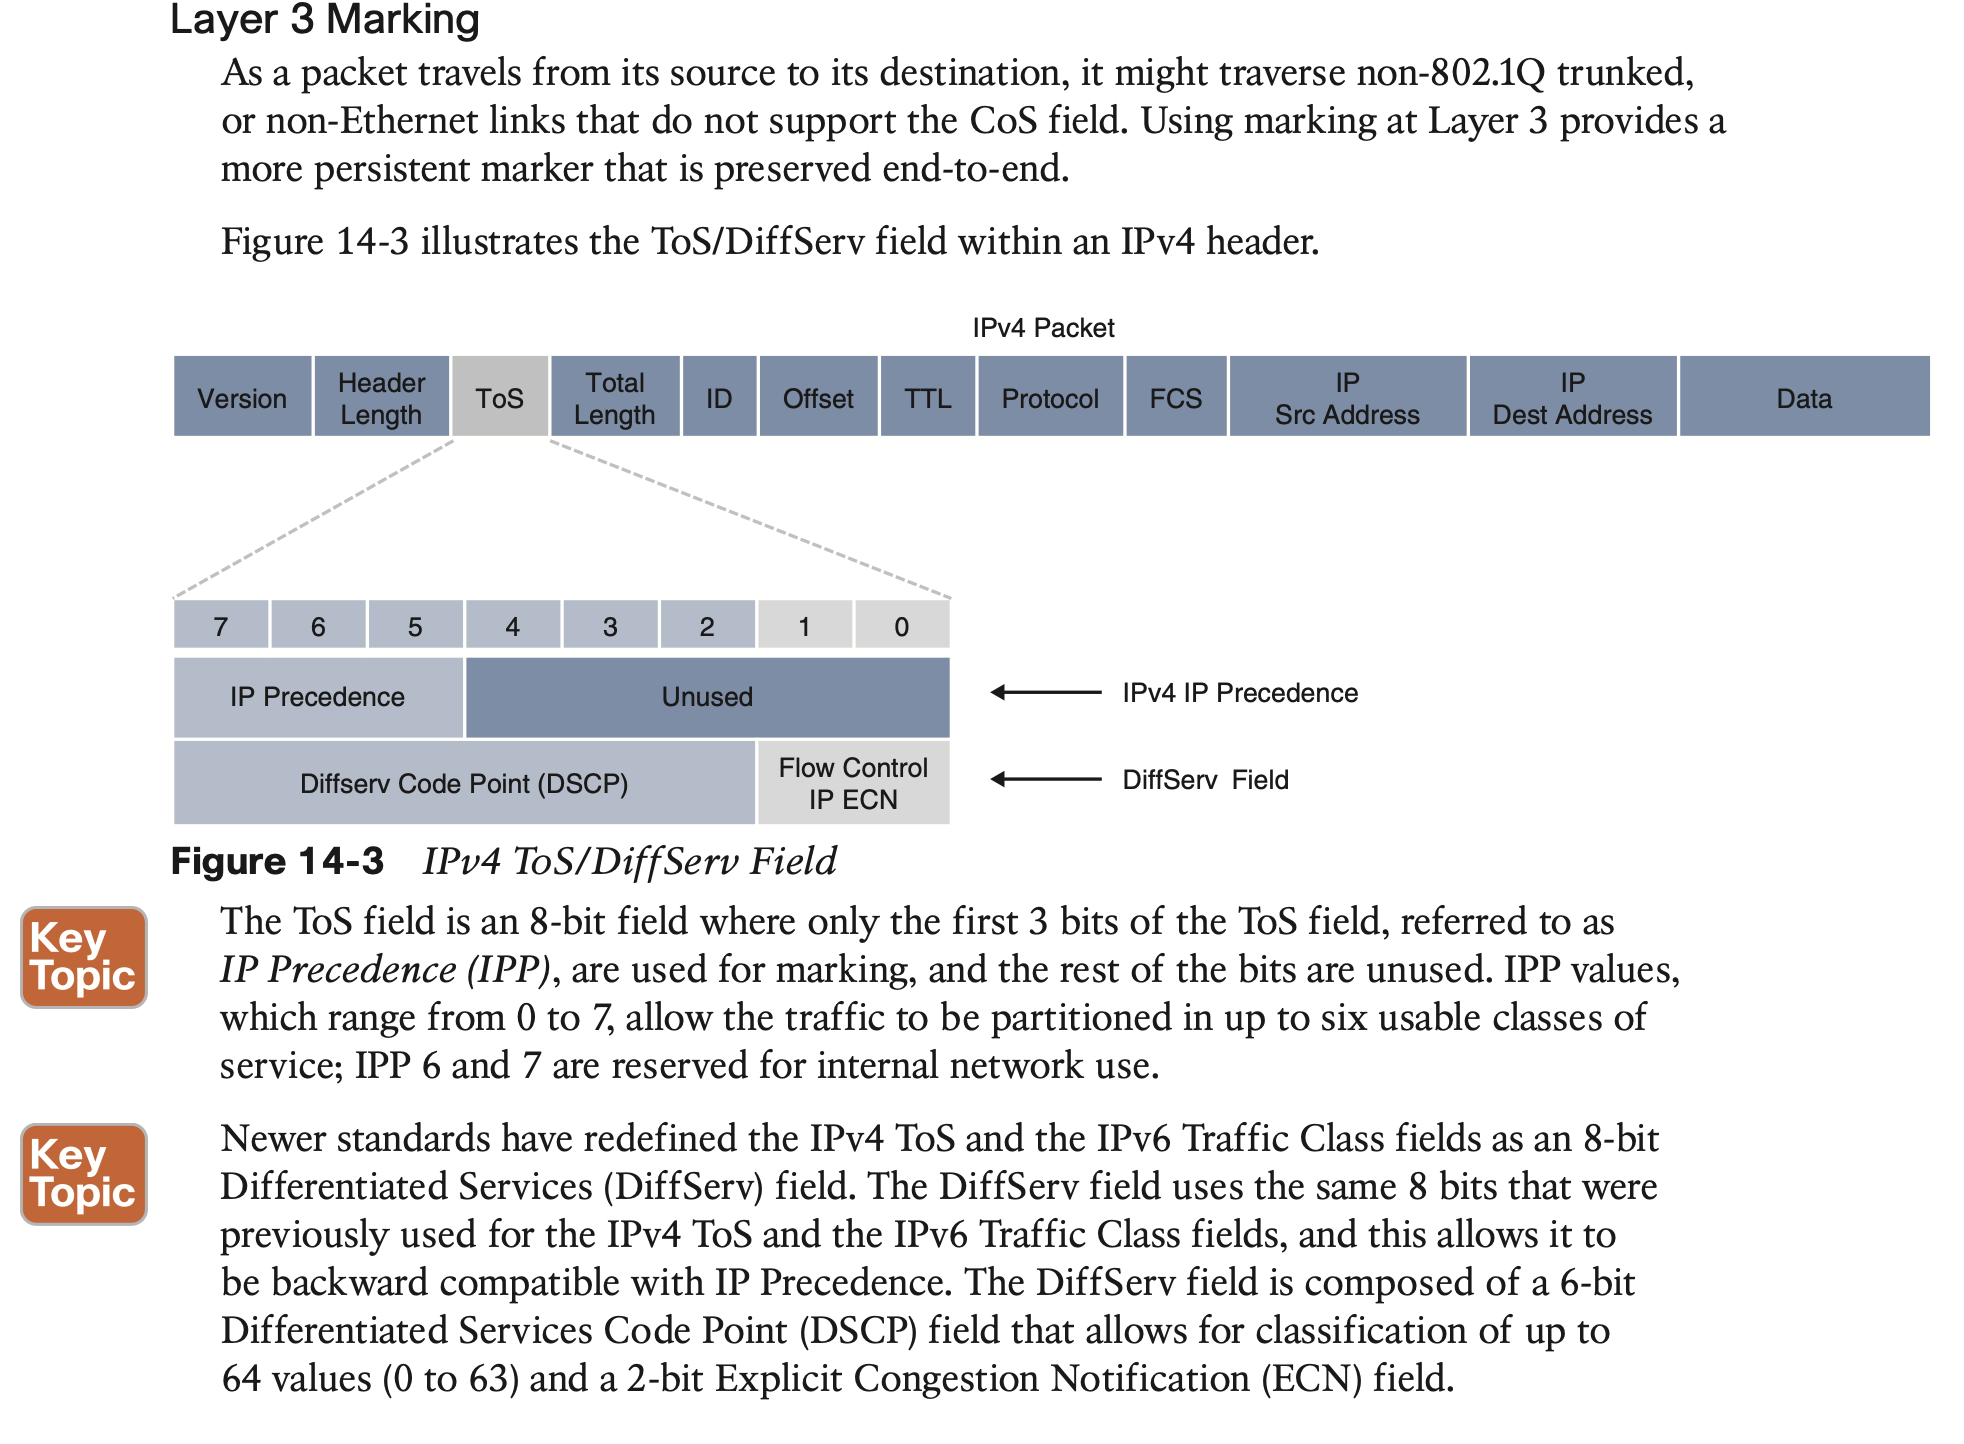 Layer 3 Marking
As a packet travels from its source to its destination, it might traverse non-802.1Q trunked,
or non-Ethernet links that do not support the CoS field. Using marking at Layer 3 provides a
more persistent marker that is preserved end-to-end.
Figure 14-3 illustrates the ToS/DiffServ field within an IPv4 header.
IPv4 Packet
Version
Header
Length
ToS
Total
Length
ID
Offset
TTL
Protocol
FCS
IP
Src Address
IP
Dest Address
Data
7 6 5 4 3 2 1 0
IP Precedence
Unused
IPv4 IP Precedence
Diffserv Code Point (DSCP)
Flow Control
IP ECN
DiffServ Field
Figure 14-3 IPv4 ToS/DiffServ Field
Key
Topic
The ToS field is an 8-bit field where only the first 3 bits of the ToS field, referred to as
IP Precedence (IPP), are used for marking, and the rest of the bits are unused. IPP values,
which range from 0 to 7, allow the traffic to be partitioned in up to six usable classes of
service; IPP 6 and 7 are reserved for internal network use.
Key
Topic
Newer standards have redefined the IPv4 ToS and the IPv6 Traffic Class fields as an 8-bit
Differentiated Services (DiffServ) field. The DiffServ field uses the same 8 bits that were
previously used for the IPv4 ToS and the IPv6 Traffic Class fields, and this allows it to
be backward compatible with IP Precedence. The DiffServ field is composed of a 6-bit
Differentiated Services Code Point (DSCP) field that allows for classification of up to
64 values (0 to 63) and a 2-bit Explicit Congestion Notification (ECN) field.